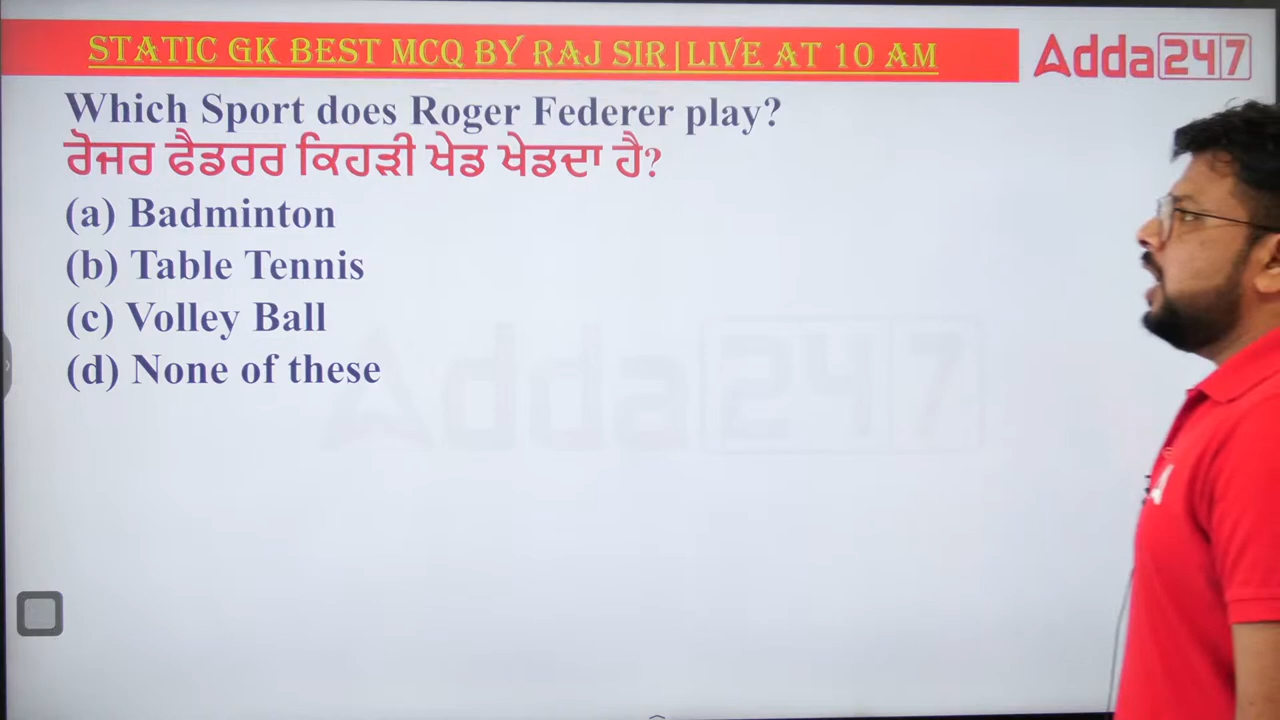 STATIC GK BEST MCQ BY RAJ SIR|LIVE AT 10 AM
Adda247
Which Sport does Roger Federer play?
ਰੋਜਰ ਫੈਡਰਰ ਕਿਹੜੀ ਖੇਡ ਖੇਡਦਾ ਹੈ?
(a) Badminton
(b) Table Tennis
(c) Volley Ball
(d) None of these
Adda247